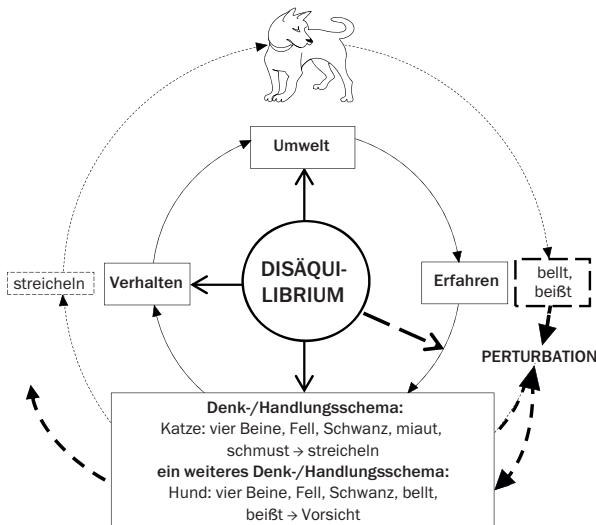 Umwelt
streicheln
Verhalten
DISÄQUI-
LIBRIUM
Erfahren
bellt,
beißt
PERTURBATION
Denk-/Handlungsschema:
Katze: vier Beine, Fell, Schwanz, miaut,
schmust → streicheln
ein weiteres Denk-/Handlungsschema:
Hund: vier Beine, Fell, Schwanz, bellt,
beißt → Vorsicht